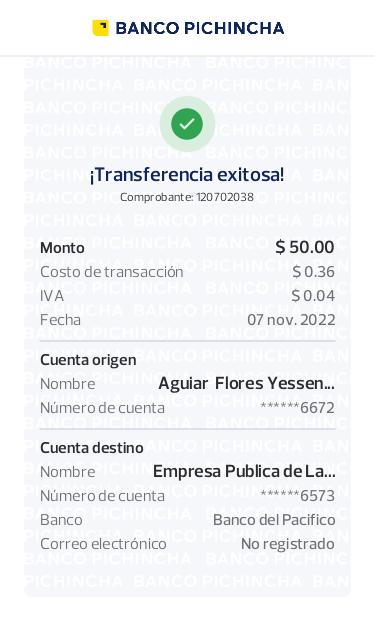 BANCO PICHINCHA
¡Transferencia exitosa!
Comprobante: 120702038
Monto $ 50.00
Costo de transacción $ 0.36
IVA $ 0.04
Fecha 07 nov. 2022
Cuenta origen
Nombre Aguiar Flores Yessen...
Número de cuenta ******6672
Cuenta destino
Nombre Empresa Publica de La...
Número de cuenta ******6573
Banco Banco del Pacifico
Correo electrónico No registrado